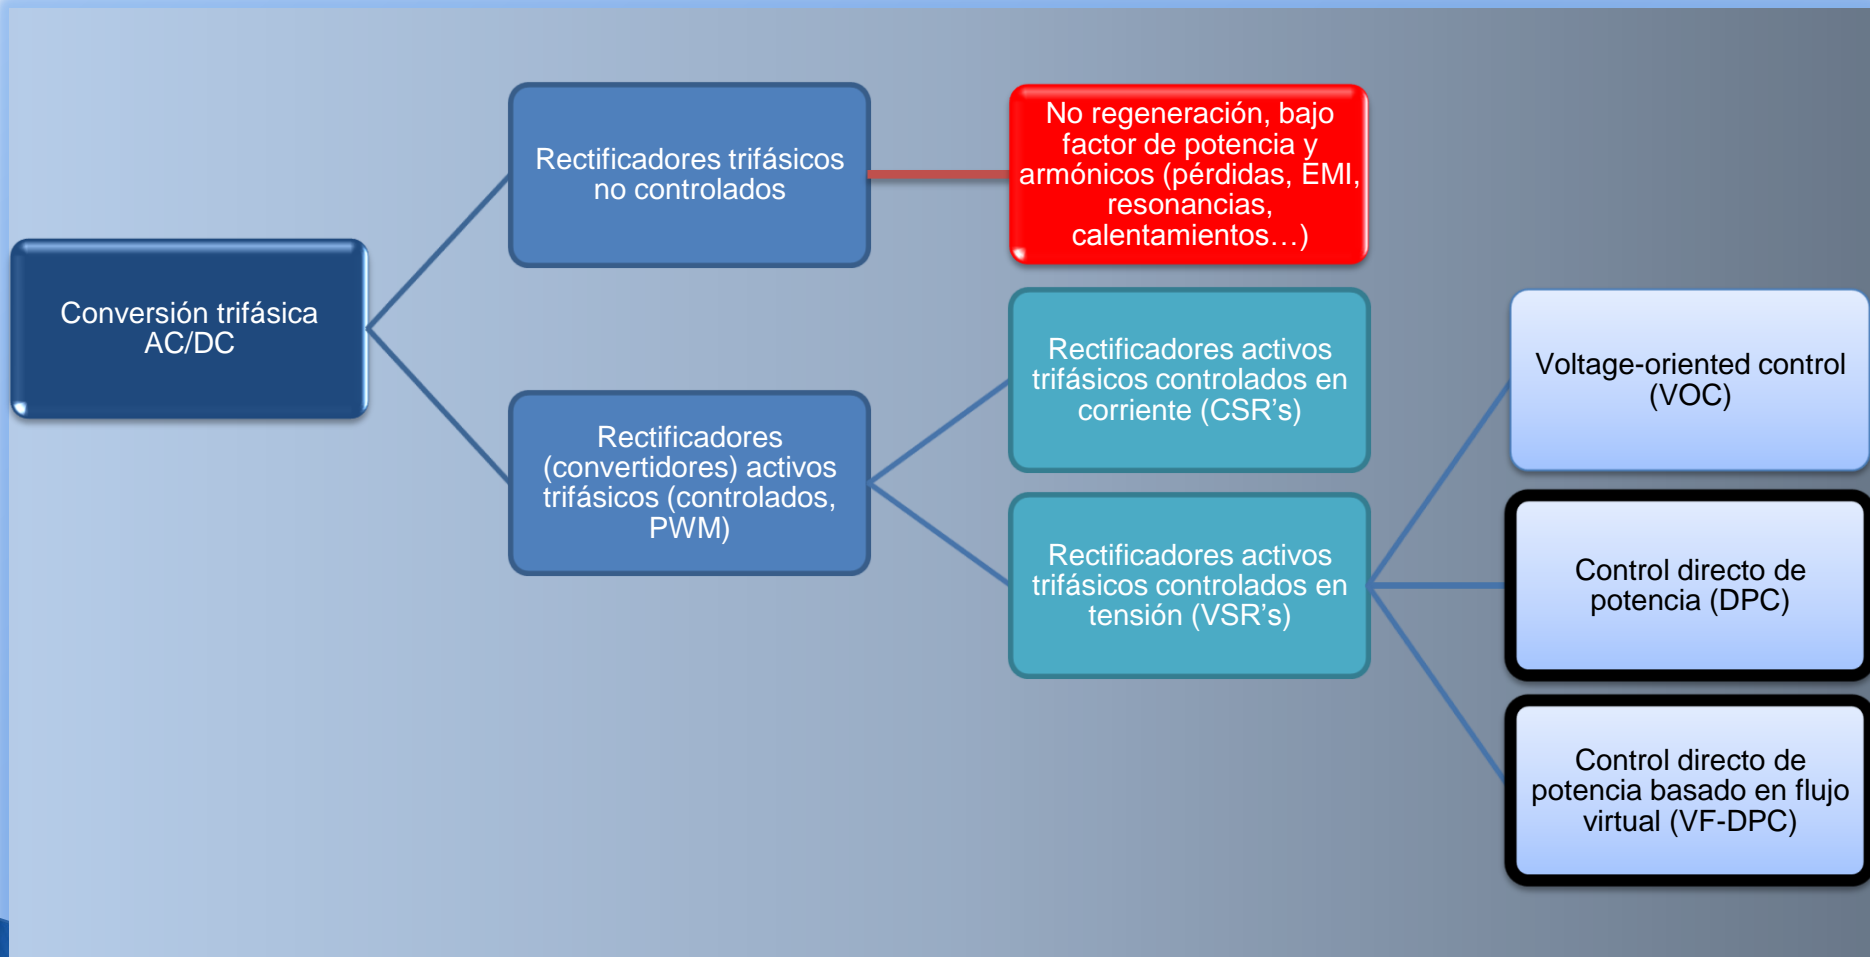 Conversión trifásica
AC/DC
Rectificadores trifásicos
no controlados
No regeneración, bajo
factor de potencia y
armónicos (pérdidas, EMI,
resonancias,
calentamientos…)
Rectificadores
(convertidores) activos
trifásicos (controlados,
PWM)
Rectificadores activos
trifásicos controlados en
corriente (CSR’s)
Rectificadores activos
trifásicos controlados en
tensión (VSR’s)
Voltage-oriented control
(VOC)
Control directo de
potencia (DPC)
Control directo de
potencia basado en flujo
virtual (VF-DPC)